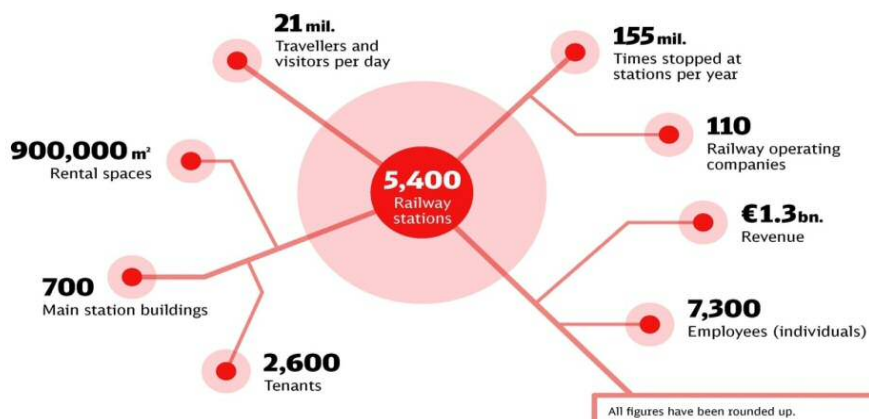 21 mil.
Travellers and
visitors per day
155 mil.
Times stopped at
stations per year
900,000 m²
Rental spaces
110
Railway operating
companies
5,400
Railway
stations
€1.3 bn.
Revenue
700
Main station buildings
7,300
Employees (individuals)
2,600
Tenants
All figures have been rounded up.